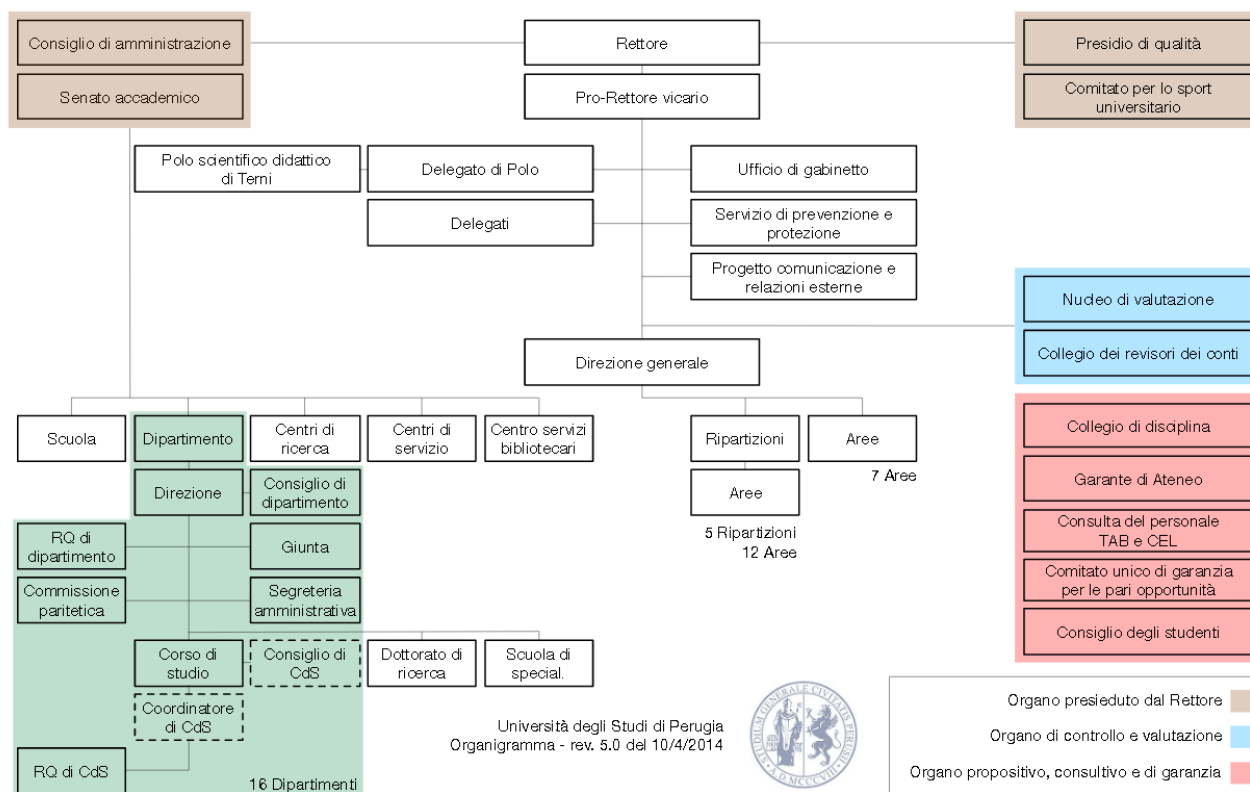 Consiglio di amministrazione
Rettore
Presidio di qualità
Senato accademico
Pro-Rettore vicario
Comitato per lo sport
universitario
Polo scientifico didattico
di Terni
Delegato di Polo
Ufficio di gabinetto
Delegati
Servizio di prevenzione e
protezione
Progetto comunicazione e
relazioni esterne
Nucleo di valutazione
Collegio dei revisori dei conti
Direzione generale
Scuola
Dipartimento
Centri di
ricerca
Centri di
servizio
Centro servizi
bibliotecari
Ripartizioni
Aree
7 Aree
Collegio di disciplina
Direzione
Consiglio di
dipartimento
Aree
5 Ripartizioni
12 Aree
Garante di Ateneo
RQ di
dipartimento
Giunta
Consulta del personale
TAB e CEL
Commissione
paritetica
Segreteria
amministrativa
Comitato unico di garanzia
per le pari opportunità
Consiglio degli studenti
Corso di
studio
Consiglio di
CdS
Dottorato di
ricerca
Scuola di
special.
Coordinatore
di CdS
RQ di CdS
16 Dipartimenti
Università degli Studi di Perugia
Organigramma - rev. 5.0 del 10/4/2014
STUDIUM GENERALE CIVITATIS PERUSII
A.D. MCCCVIII
Organo presieduto dal Rettore
Organo di controllo e valutazione
Organo propositivo, consultivo e di garanzia